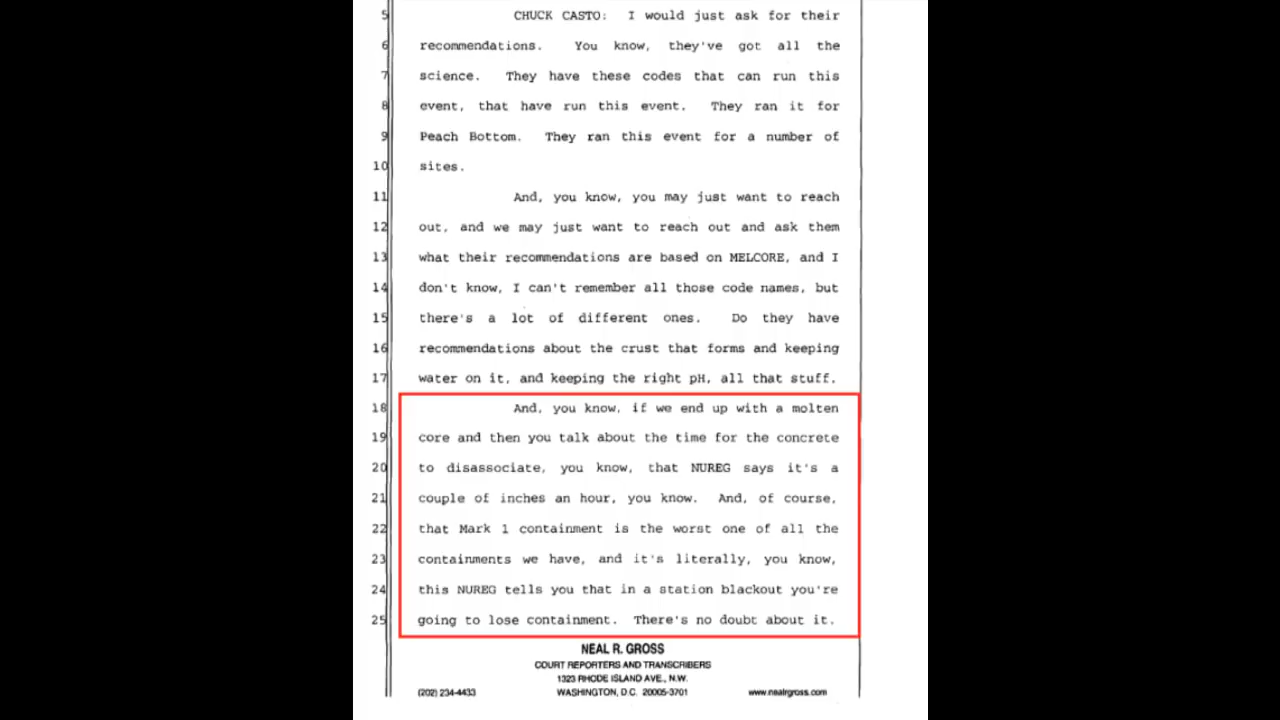 5 CHUCK CASTO: I would just ask for their
6 recommendations. You know, they've got all the
7 science. They have these codes that can run this
8 event, that have run this event. They ran it for
9 Peach Bottom. They ran this event for a number of
10 sites.
11 And, you know, you may just want to reach
12 out, and we may just want to reach out and ask them
13 what their recommendations are based on MELCORE, and I
14 don't know, I can't remember all those code names, but
15 there's a lot of different ones. Do they have
16 recommendations about the crust that forms and keeping
17 water on it, and keeping the right pH, all that stuff.
18 And, you know, if we end up with a molten
19 core and then you talk about the time for the concrete
20 to disassociate, you know, that NUREG says it's a
21 couple of inches an hour, you know. And, of course,
22 that Mark 1 containment is the worst one of all the
23 containments we have, and it's literally, you know,
24 this NUREG tells you that in a station blackout you're
25 going to lose containment. There's no doubt about it.
NEAL R. GROSS
COURT REPORTERS AND TRANSCRIBERS
1323 RHODE ISLAND AVE., N.W.
(202) 234-4433 WASHINGTON, D.C. 20005-3701 www.nealrgross.com